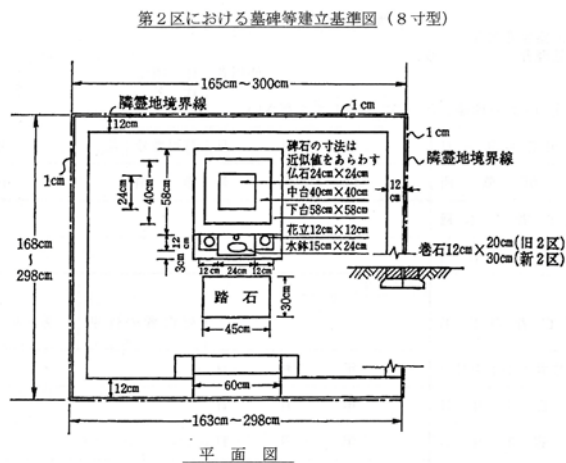 第２区における墓碑等建立基準図（８寸型）
165cm～300cm
隣霊地境界線
1cm
12cm
1cm
碑石の寸法は
近似値をあらわす
隣霊地境界線
1cm
仏石24cm×24cm
12
cm
24cm
40cm
58cm
中台40cm×40cm
下台58cm×58cm
168cm
～
298cm
花立12cm×12cm
12
cm
水鉢15cm×24cm
巻石12cm×20cm(旧２区)
30cm(新２区)
3cm
12cm
24cm
12cm
踏石
30cm
45cm
12cm
60cm
163cm～298cm
平面図